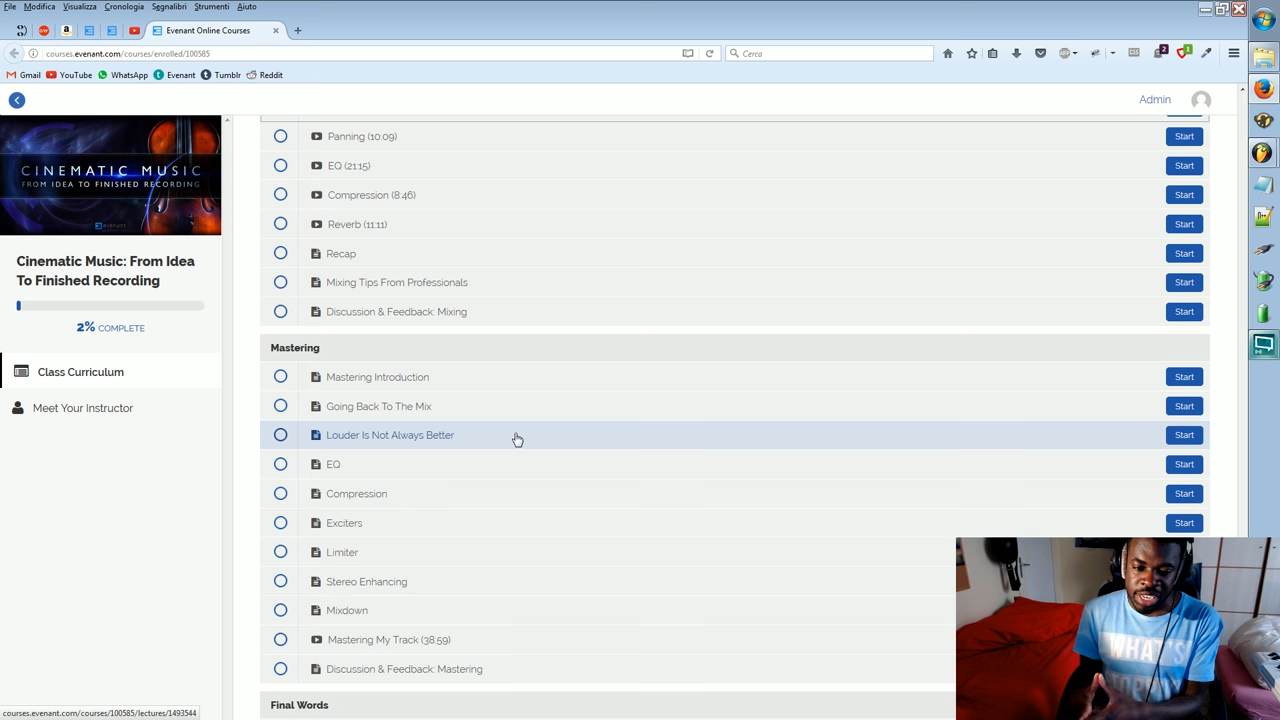 File Modifica Visualizza Cronologia Segnalibri Strumenti Aiuto
Evenant Online Courses
courses.evenant.com/courses/enrolled/100585
Cerca
2
1
Gmail YouTube WhatsApp Evenant Tumblr Reddit
Admin
CINEMATIC MUSIC
FROM IDEA TO FINISHED RECORDING
evenant
Cinematic Music: From Idea
To Finished Recording
2% COMPLETE
Class Curriculum
Meet Your Instructor
Panning (10:09) Start
EQ (21:15) Start
Compression (8:46) Start
Reverb (11:11) Start
Recap Start
Mixing Tips From Professionals Start
Discussion & Feedback: Mixing Start
Mastering
Mastering Introduction Start
Going Back To The Mix Start
Louder Is Not Always Better Start
EQ Start
Compression Start
Exciters Start
Limiter
Stereo Enhancing
Mixdown
Mastering My Track (38:59)
Discussion & Feedback: Mastering
Final Words
WHAT'S
courses.evenant.com/courses/100585/lectures/1493544